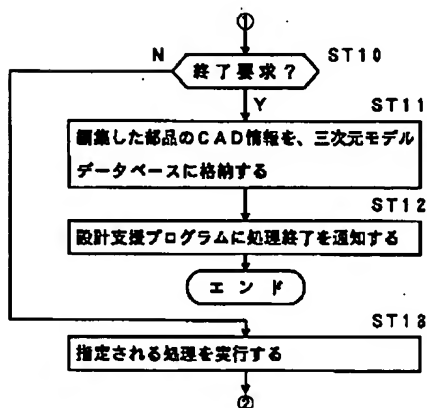 ①
N
ST10
終了要求?
Y
ST11
編集した部品のCAD情報を、三次元モデル
データベースに格納する
ST12
設計支援プログラムに処理終了を通知する
エンド
ST13
指定される処理を実行する
②